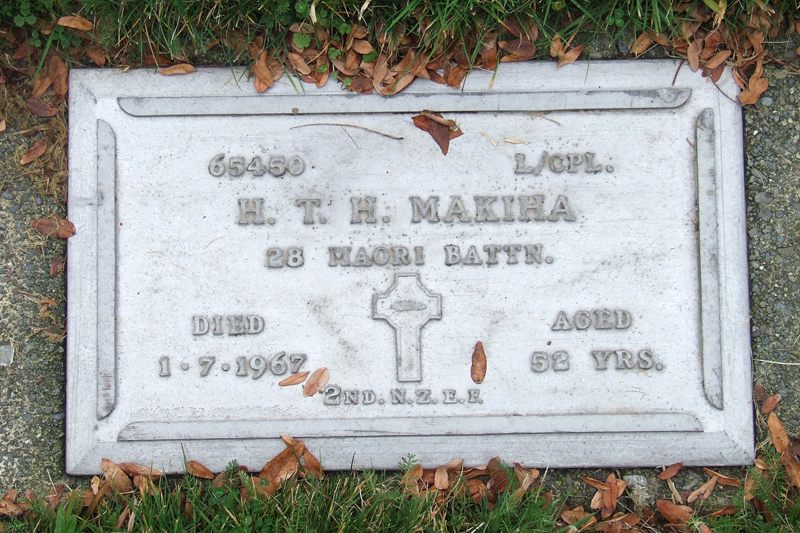 65450 L/CPL.
H. T. H. MAKIHA
28 MAORI BATTN.
DIED AGED
1·7·1967 52 YRS.
2ND. N.Z.E.F.